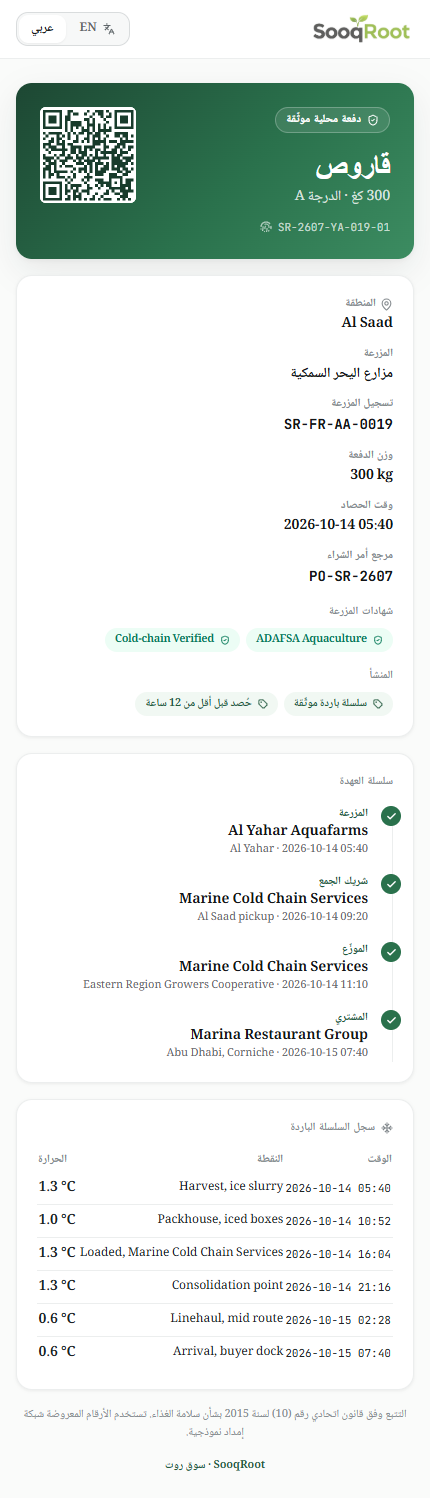 SooqRoot
EN
عربي
دفعة محلية موثّقة
قاروص
300 كغ · الدرجة A
SR-2607-YA-019-01
المنطقة
Al Saad
المزرعة
مزارع اليحر السمكية
تسجيل المزرعة
SR-FR-AA-0019
وزن الدفعة
300 kg
وقت الحصاد
2026-10-14 05:40
مرجع أمر الشراء
PO-SR-2607
شهادات المزرعة
ADAFSA Aquaculture
Cold-chain Verified
المنشأ
سلسلة باردة موثّقة
حُصد قبل أقل من 12 ساعة
سلسلة العهدة
المزرعة
Al Yahar Aquafarms
Al Yahar · 2026-10-14 05:40
شريك الجمع
Marine Cold Chain Services
Al Saad pickup · 2026-10-14 09:20
الموزّع
Marine Cold Chain Services
Eastern Region Growers Cooperative · 2026-10-14 11:10
المشتري
Marina Restaurant Group
Abu Dhabi, Corniche · 2026-10-15 07:40
سجل السلسلة الباردة
الوقت النقطة الحرارة
2026-10-14 05:40 Harvest, ice slurry 1.3 °C
2026-10-14 10:52 Packhouse, iced boxes 1.0 °C
2026-10-14 16:04 Loaded, Marine Cold Chain Services 1.3 °C
2026-10-14 21:16 Consolidation point 1.3 °C
2026-10-15 02:28 Linehaul, mid route 0.6 °C
2026-10-15 07:40 Arrival, buyer dock 0.6 °C
التتبع وفق قانون اتحادي رقم (10) لسنة 2015 بشأن سلامة الغذاء. تستخدم الأرقام المعروضة شبكة
إمداد نموذجية.
SooqRoot · سوق روت